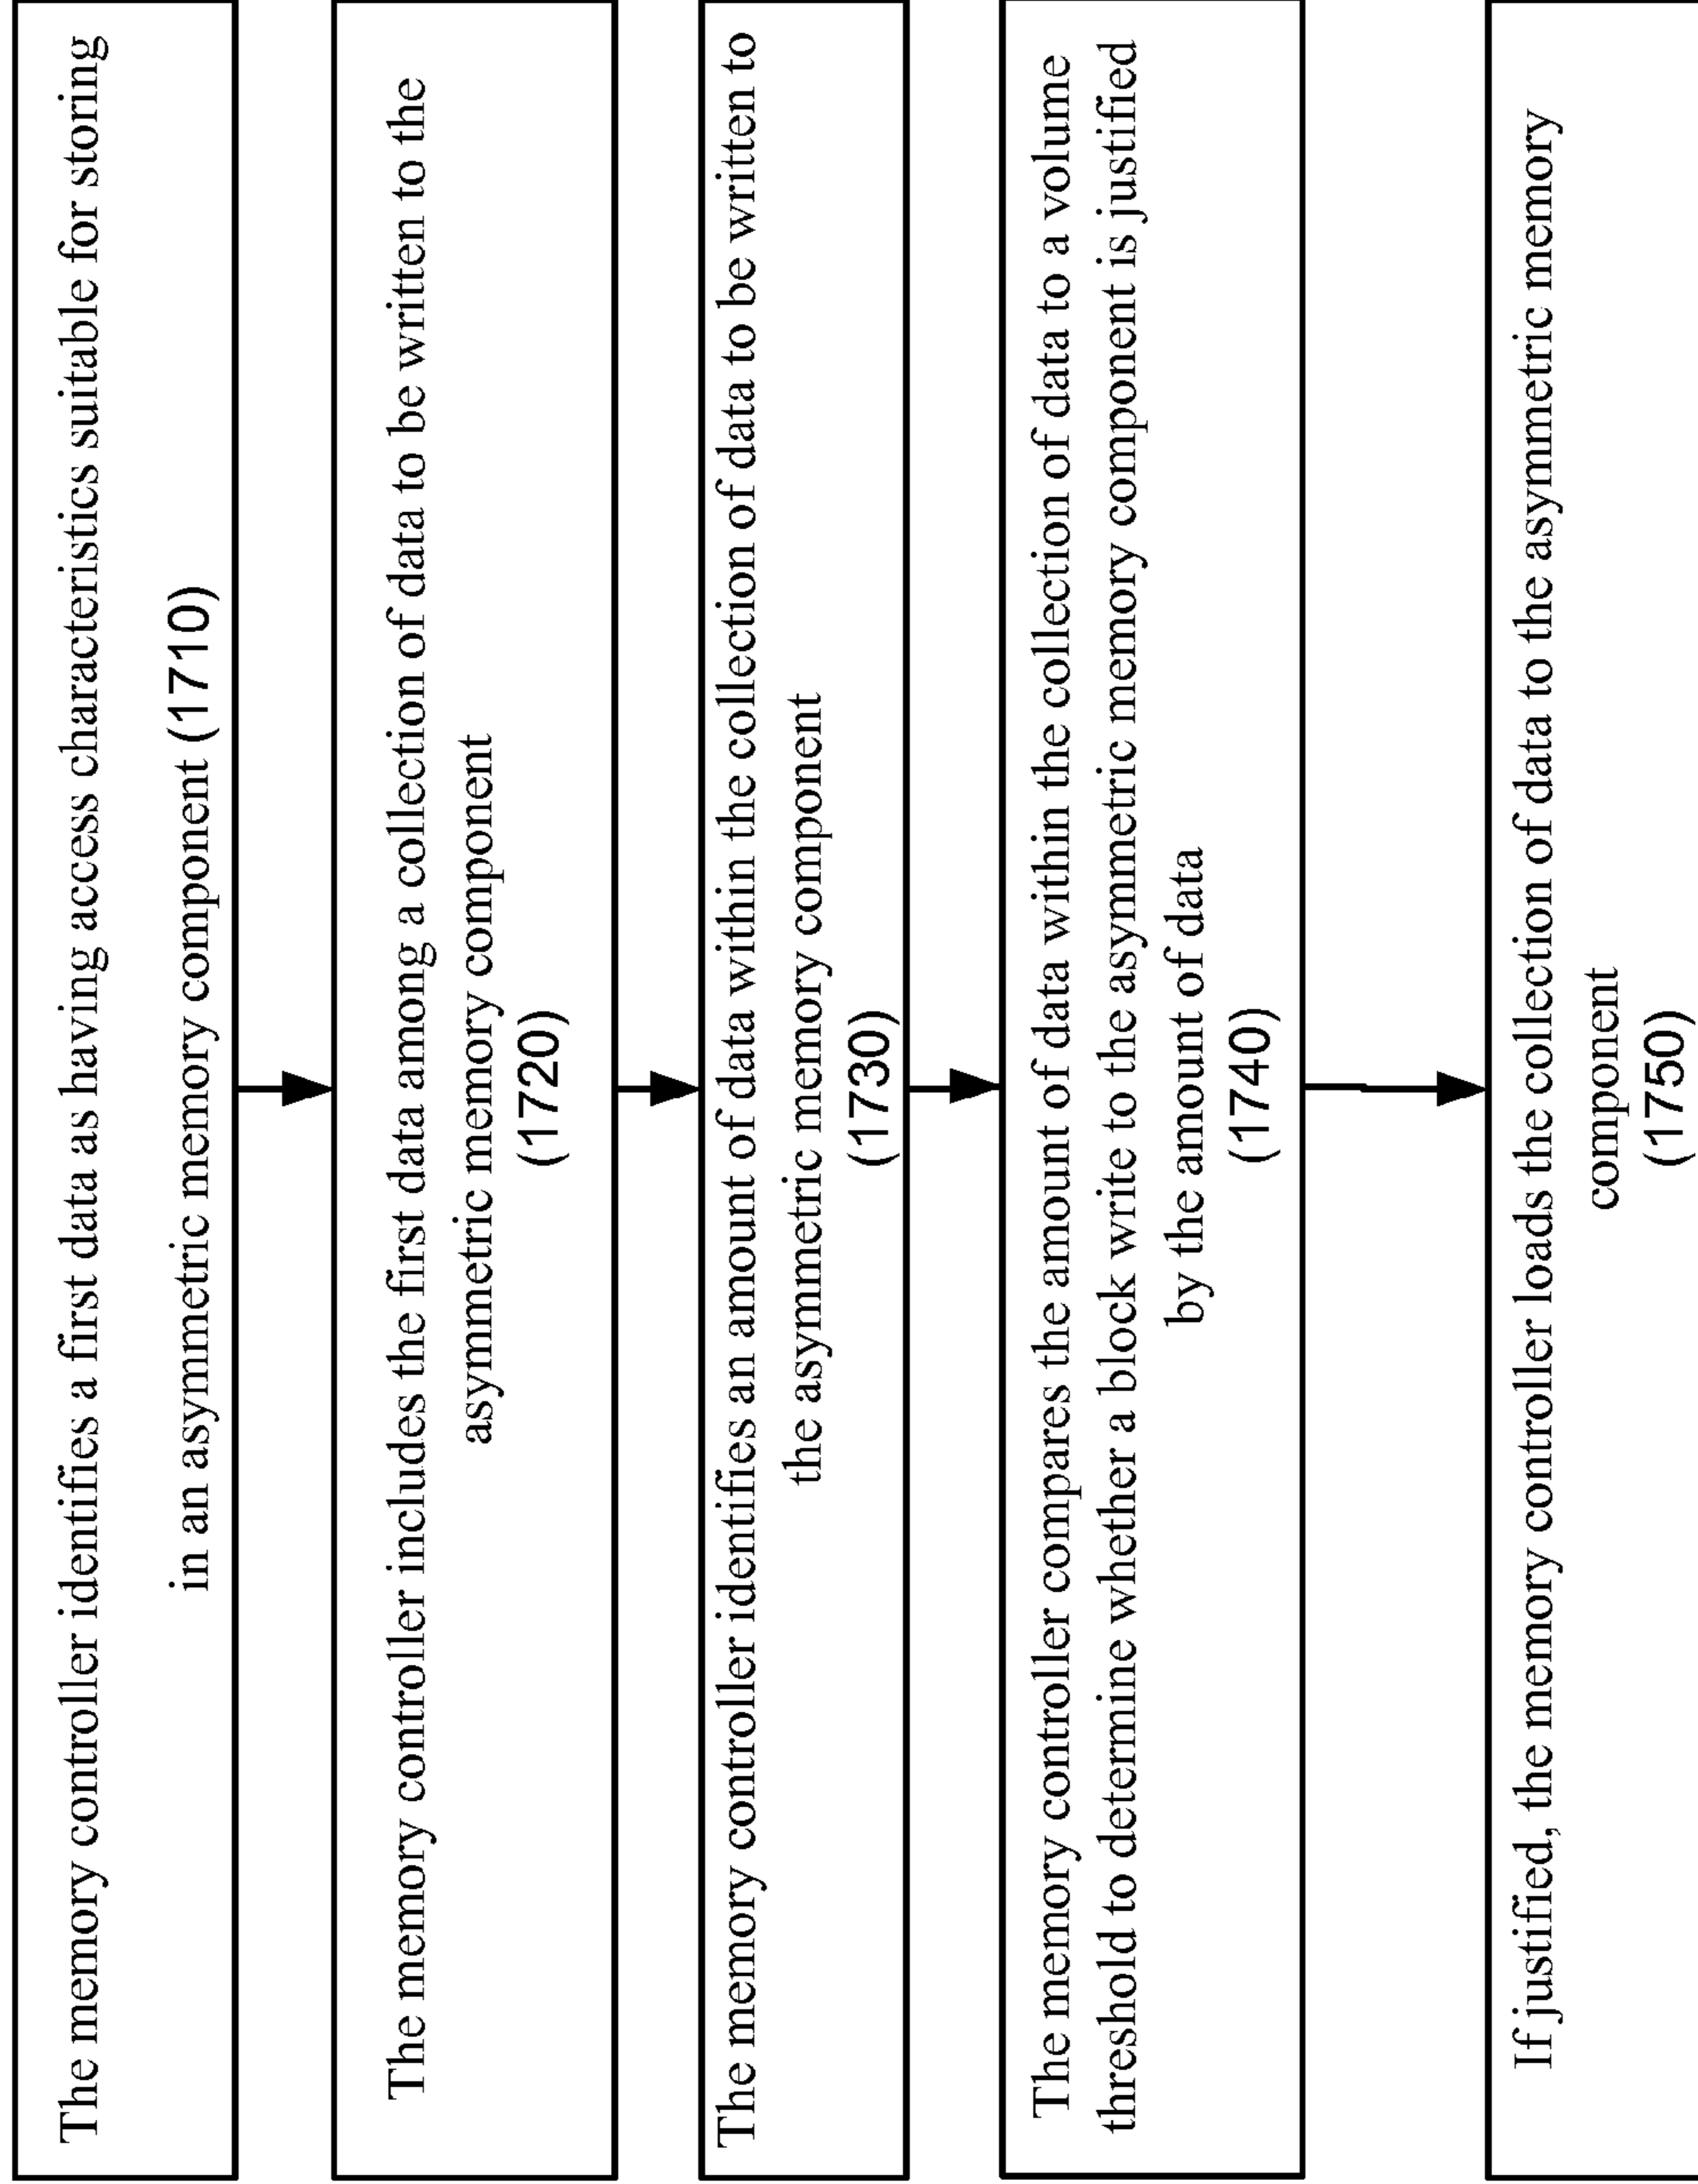 The memory controller identifies a first data as having access characteristics suitable for storing
in an asymmetric memory component (1710)
The memory controller includes the first data among a collection of data to be written to the
asymmetric memory component
(1720)
The memory controller identifies an amount of data within the collection of data to be written to
the asymmetric memory component
(1730)
The memory controller compares the amount of data within the collection of data to a volume
threshold to determine whether a block write to the asymmetric memory component is justified
by the amount of data
(1740)
If justified, the memory controller loads the collection of data to the asymmetric memory
component
(1750)